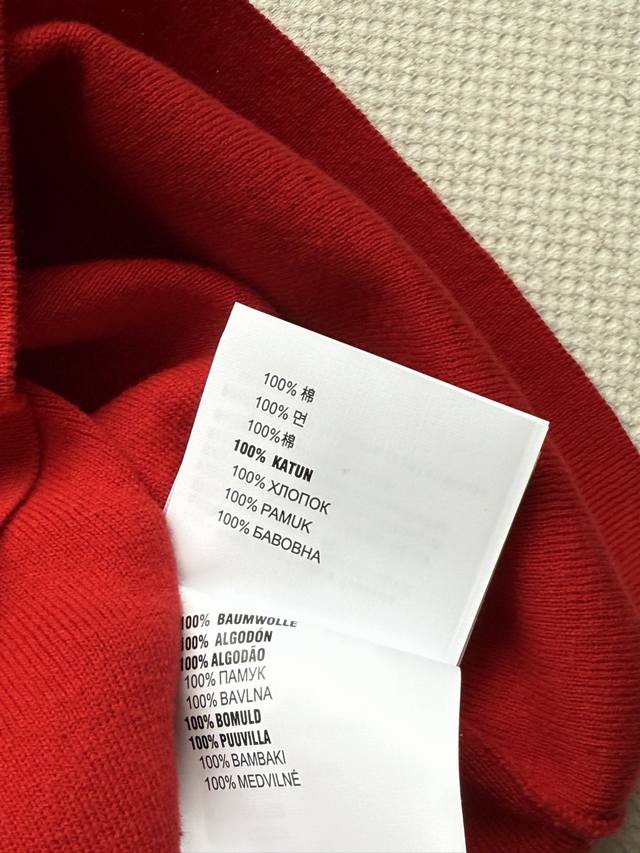 100% 棉
100% 면
100%棉
100% KATUN
100% ХЛОПОК
100% PAMUK
100% БАВОВНА
100% BAUMWOLLE
100% ALGODÓN
100% ALGODÃO
100% ПАМУК
100% BAVLNA
100% BOMULD
100% PUUVILLA
100% BAMBAKI
100% MEDVILNĖ